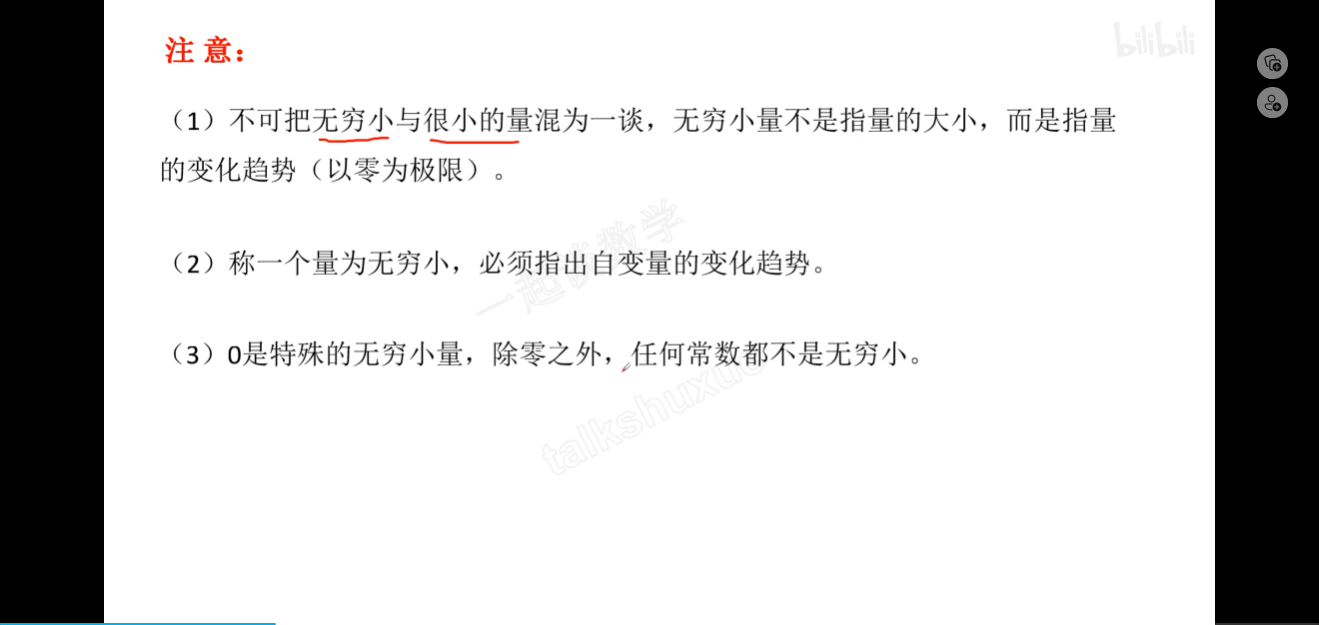 注 意：
bilibili
（1）不可把无穷小与很小的量混为一谈，无穷小量不是指量的大小，而是指量
的变化趋势（以零为极限）。
（2）称一个量为无穷小，必须指出自变量的变化趋势。
（3）0是特殊的无穷小量，除零之外，任何常数都不是无穷小。
一起学数学
talkshuxue